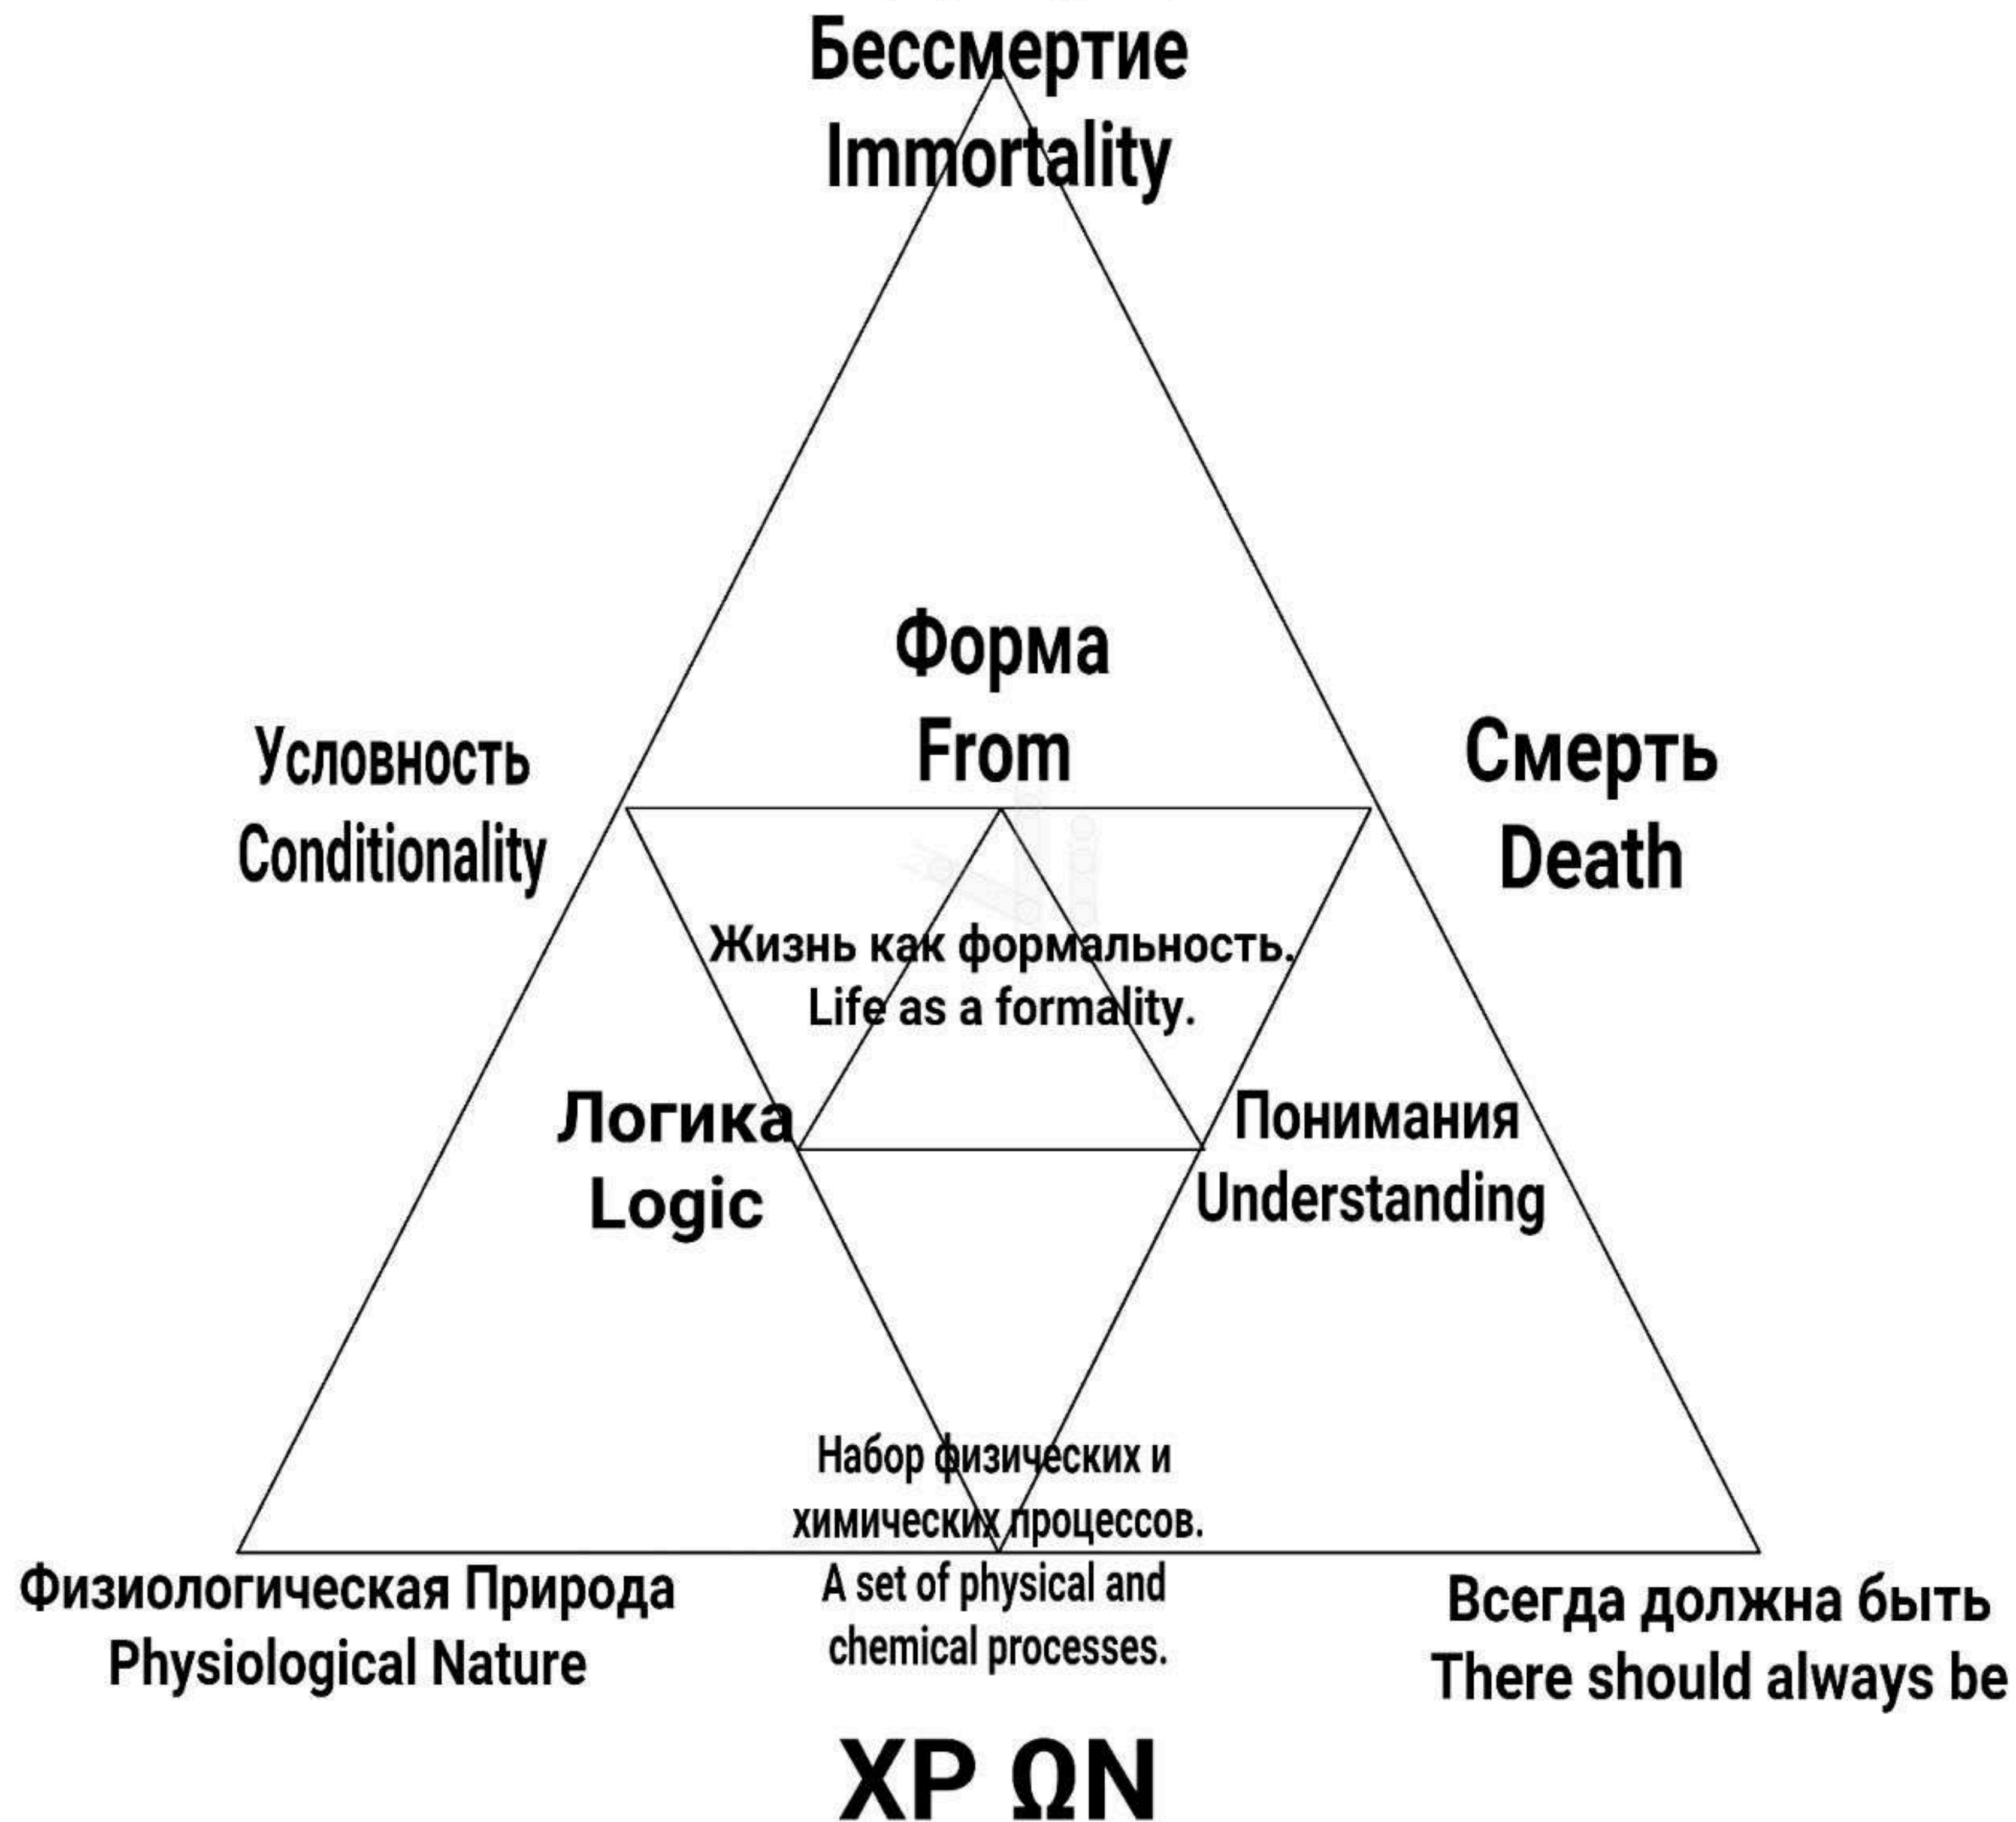 Бессмертие
Immortality
Форма
From
Условность
Conditionality
Смерть
Death
Жизнь как формальность.
Life as a formality.
Логика
Logic
Понимания
Understanding
Набор физических и
химических процессов.
A set of physical and
chemical processes.
Физиологическая Природа
Physiological Nature
Всегда должна быть
There should always be
ΧΡ ΩΝ